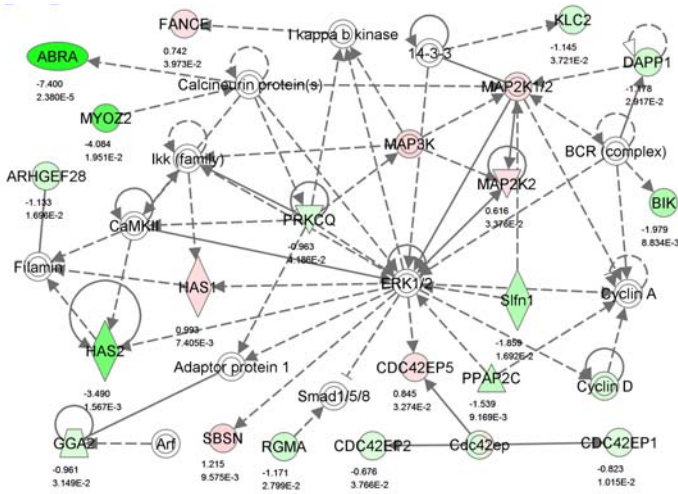 FANCE
0.742
3.973E-2
I kappa b kinase
14-3-3
KLC2
-1.145
3.721E-2
ABRA
-7.400
2.380E-5
Calcineurin protein(s)
MAP2K1/2
DAPP1
-1.178
2.917E-2
MYOZ2
-4.084
1.951E-2
Ikk (family)
MAP3K
BCR (complex)
ARHGEF28
-1.133
1.696E-2
MAP2K2
0.616
3.376E-2
BIK
-1.979
8.834E-3
CaMKII
PRKCQ
-0.963
4.186E-2
Filamin
HAS1
0.993
7.405E-3
ERK1/2
Slfn1
-1.859
1.692E-2
Cyclin A
HAS2
-3.490
1.567E-3
Adaptor protein 1
CDC42EP5
0.845
3.274E-2
PPAP2C
-1.539
9.169E-3
Cyclin D
Smad1/5/8
GGA2
-0.961
3.149E-2
Arf
SBSN
1.215
9.575E-3
RGMA
-1.171
2.799E-2
CDC42EP2
-0.676
3.766E-2
Cdc42ep
CDC42EP1
-0.823
1.015E-2